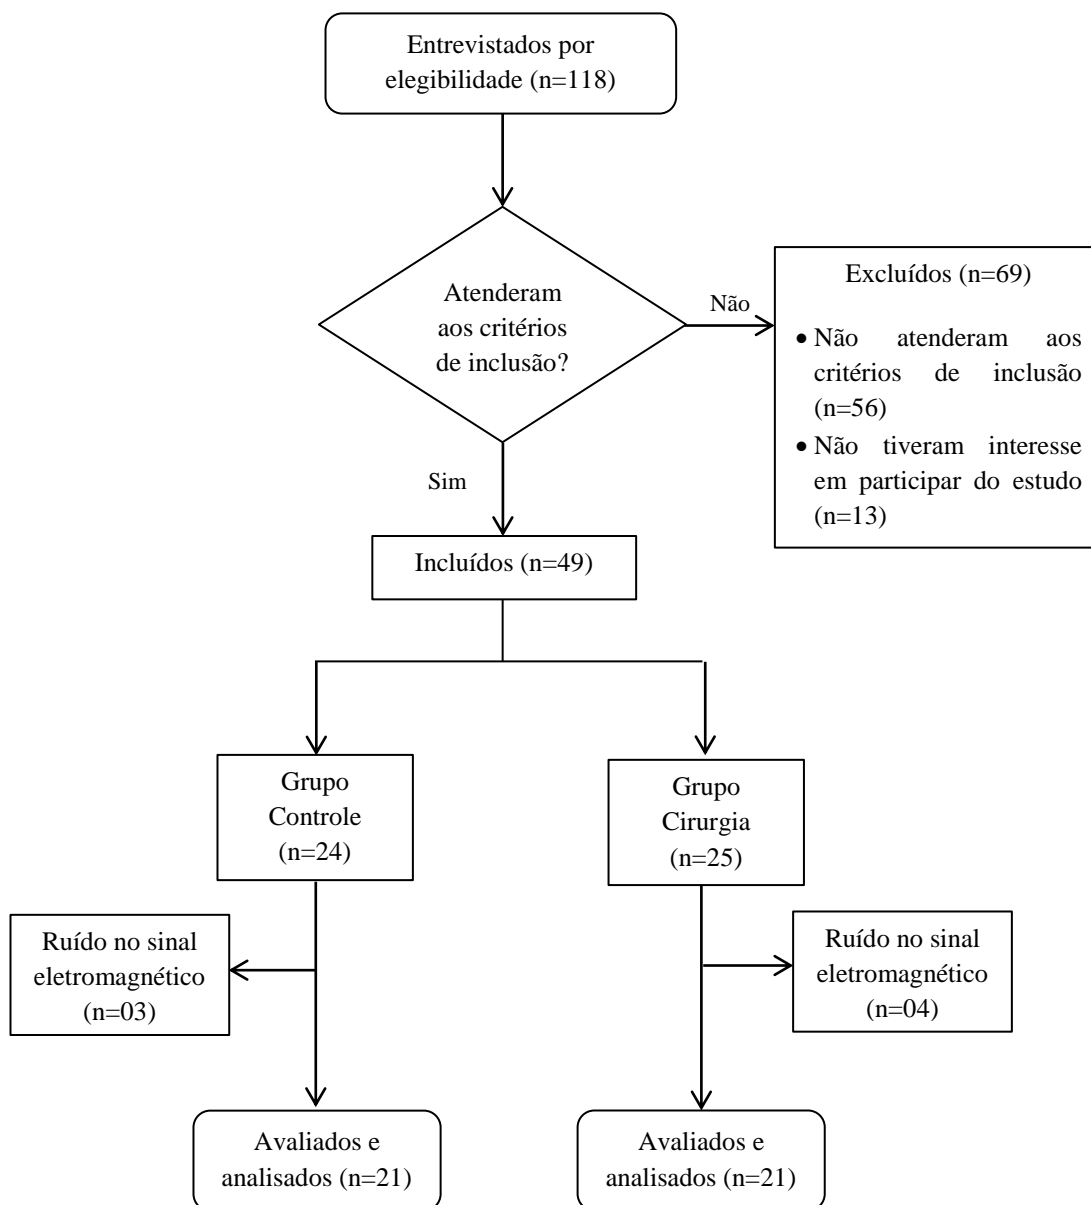 Entrevistados por
elegibilidade (n=118)
Atenderam
aos critérios
de inclusão?
Não
Excluídos (n=69)
• Não atenderam aos
critérios de inclusão
(n=56)
• Não tiveram interesse
em participar do estudo
(n=13)
Sim
Incluídos (n=49)
Grupo
Controle
(n=24)
Grupo
Cirurgia
(n=25)
Ruído no sinal
eletromagnético
(n=03)
Ruído no sinal
eletromagnético
(n=04)
Avaliados e
analisados (n=21)
Avaliados e
analisados (n=21)